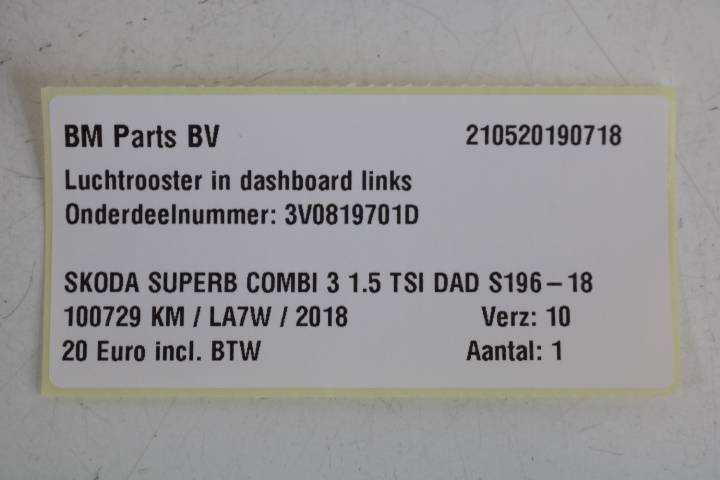 BM Parts BV 210520190718
Luchtrooster in dashboard links
Onderdeelnummer: 3V0819701D
SKODA SUPERB COMBI 3 1.5 TSI DAD S196-18
100729 KM / LA7W / 2018 Verz: 10
20 Euro incl. BTW Aantal: 1